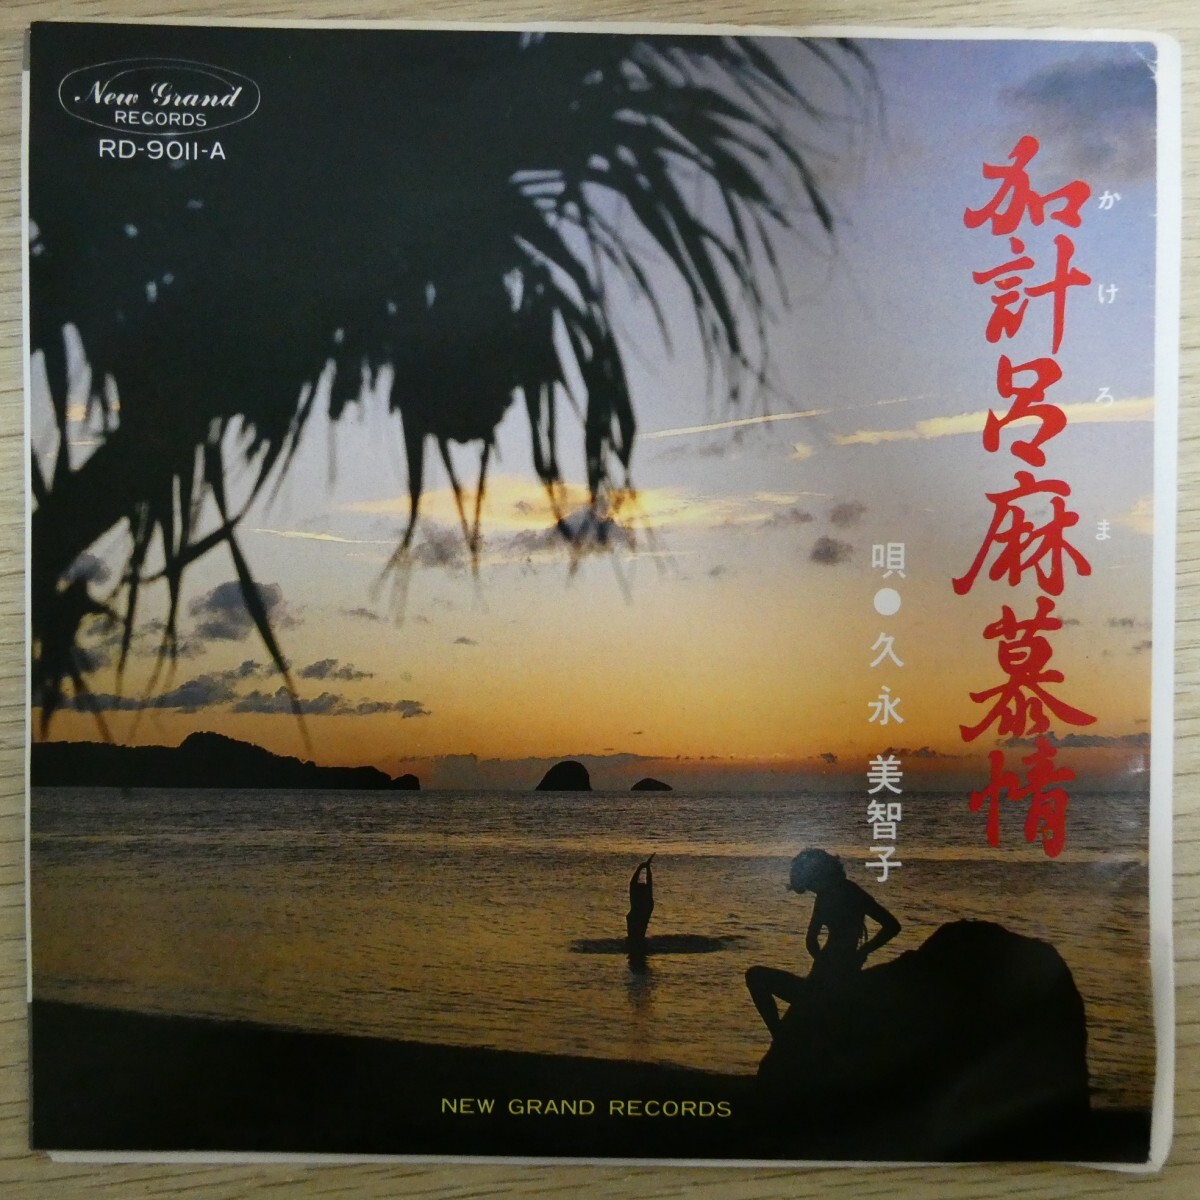 New Grand
RECORDS
RD-9011-A
加計呂麻慕情
かけろま
唄●久永美智子
NEW GRAND RECORDS